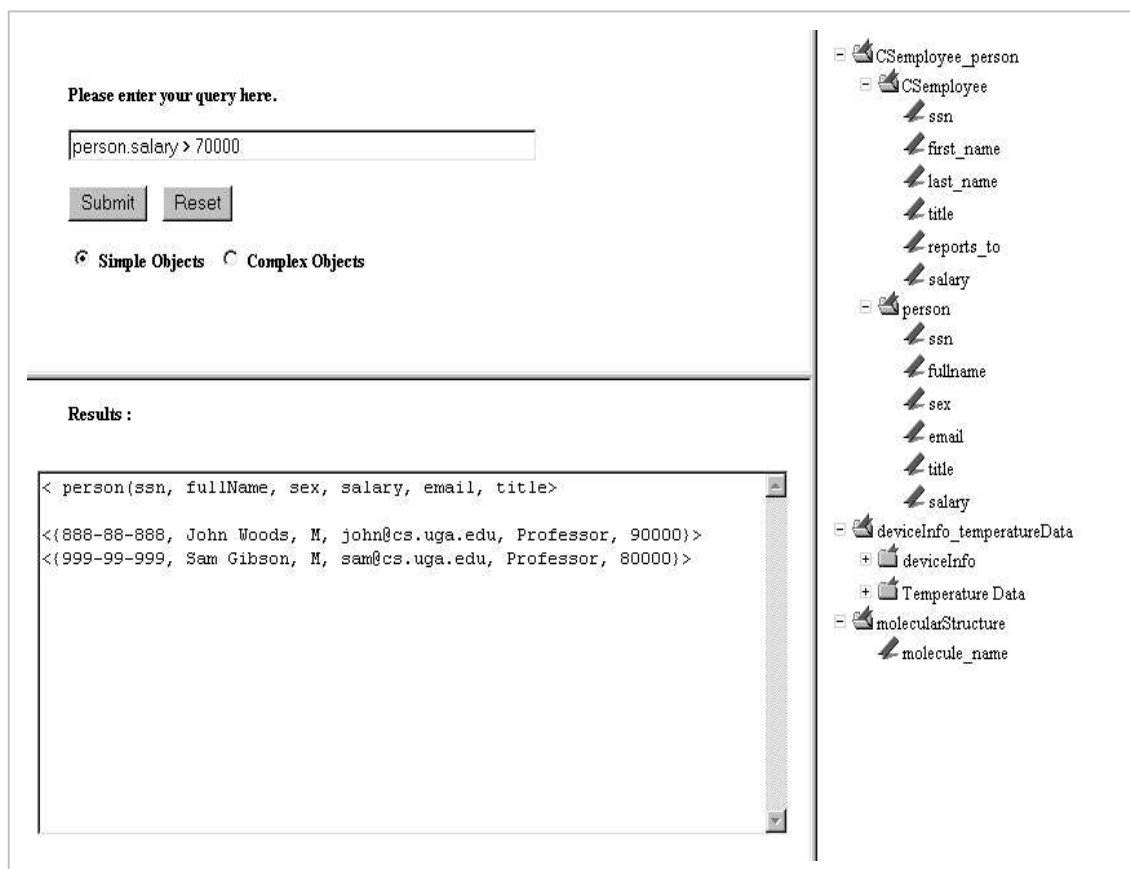 Please enter your query here.
person.salary > 70000
Submit Reset
Simple Objects Complex Objects
Results :
< person(ssn, fullName, sex, salary, email, title>
<{888-88-888, John Woods, M, john@cs.uga.edu, Professor, 90000}>
<{999-99-999, Sam Gibson, M, sam@cs.uga.edu, Professor, 80000}>
CSemployee_person
CSemployee
ssn
first_name
last_name
title
reports_to
salary
person
ssn
fullname
sex
email
title
salary
deviceInfo_temperatureData
deviceInfo
Temperature Data
molecularStructure
molecule_name